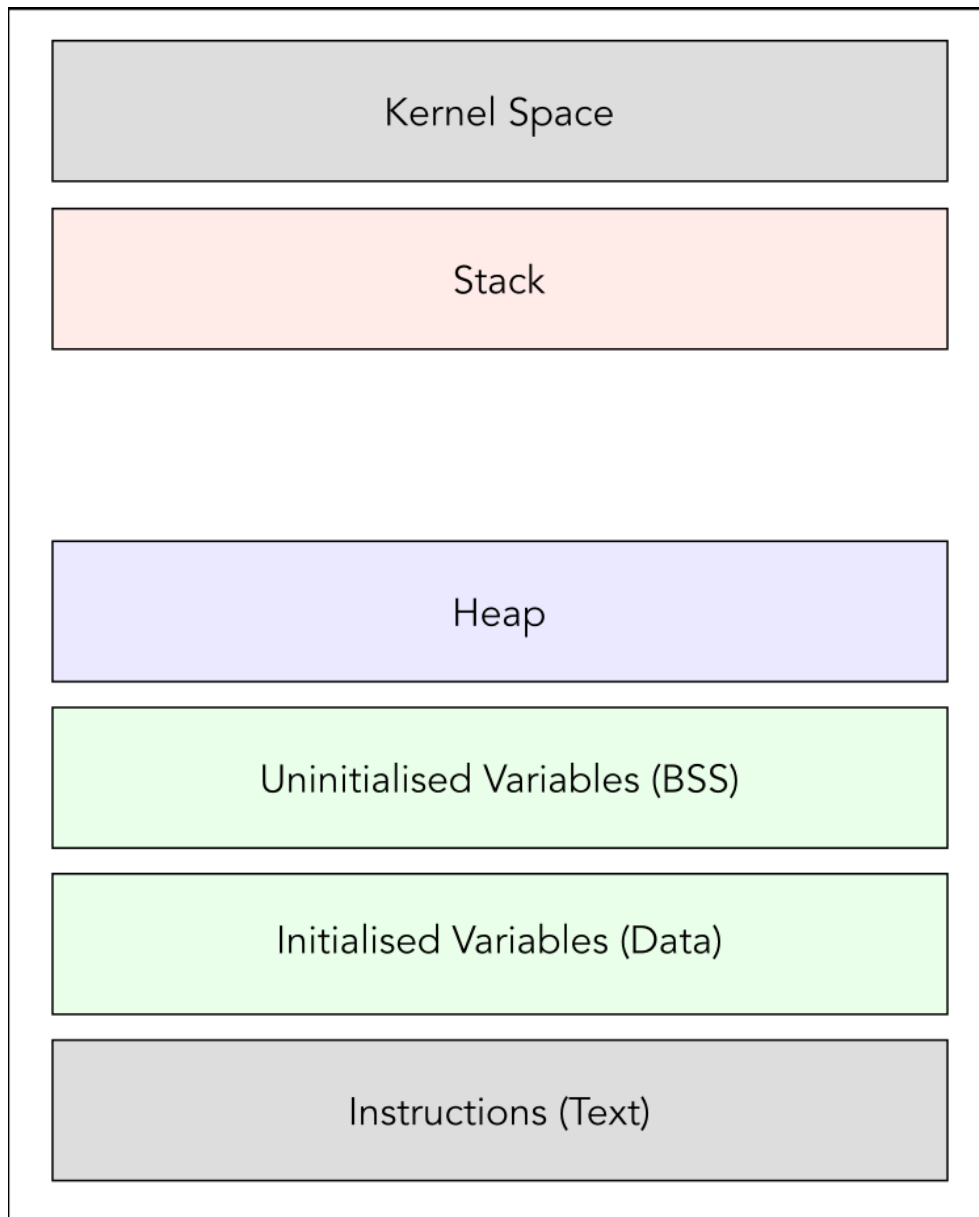 Kernel Space
Stack
Heap
Uninitialised Variables (BSS)
Initialised Variables (Data)
Instructions (Text)